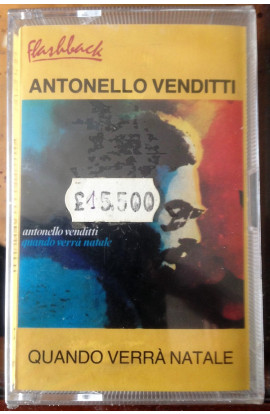 flashback
ANTONELLO VENDITTI
£15.500
antonello venditti
quando verrà natale
QUANDO VERRÀ NATALE